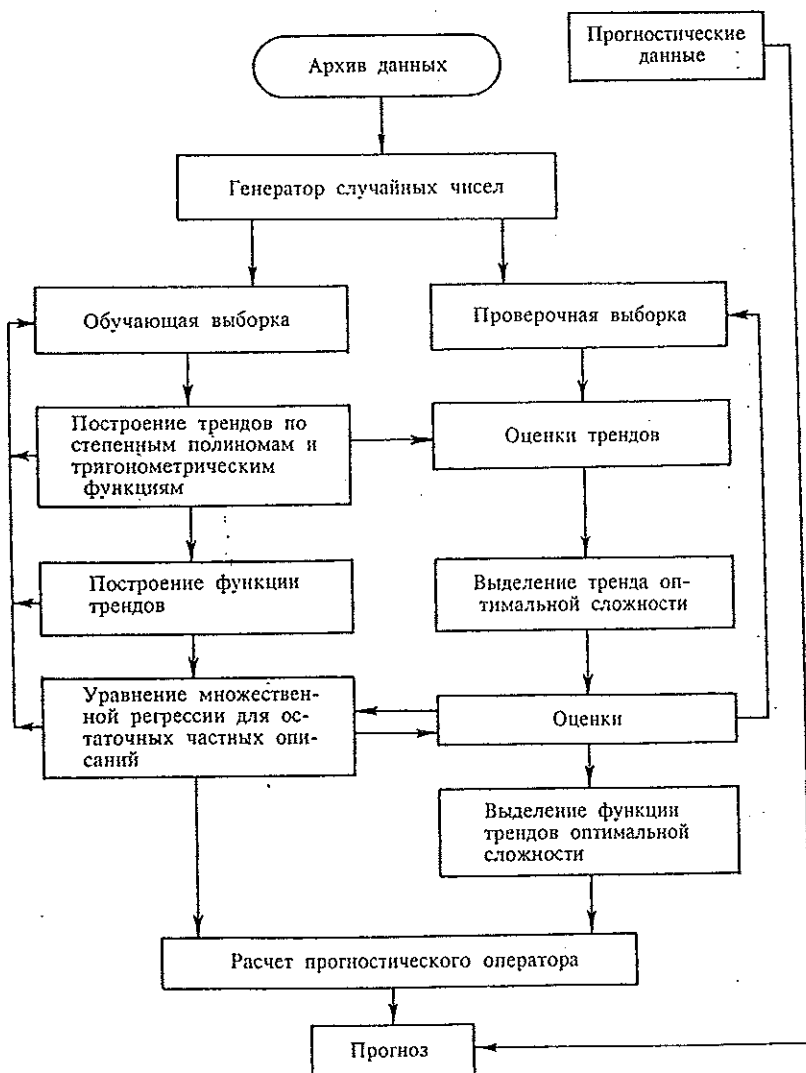 Архив данных
Прогностические
данные
Генератор случайных чисел
Обучающая выборка
Проверочная выборка
Построение трендов по
степенным полиномам и
тригонометрическим
функциям
Оценки трендов
Построение функции
трендов
Выделение тренда оп-
тимальной сложности
Уравнение множествен-
ной регрессии для ос-
таточных частных опи-
саний
Оценки
Выделение функции
трендов оптимальной
сложности
Расчет прогностического оператора
Прогноз